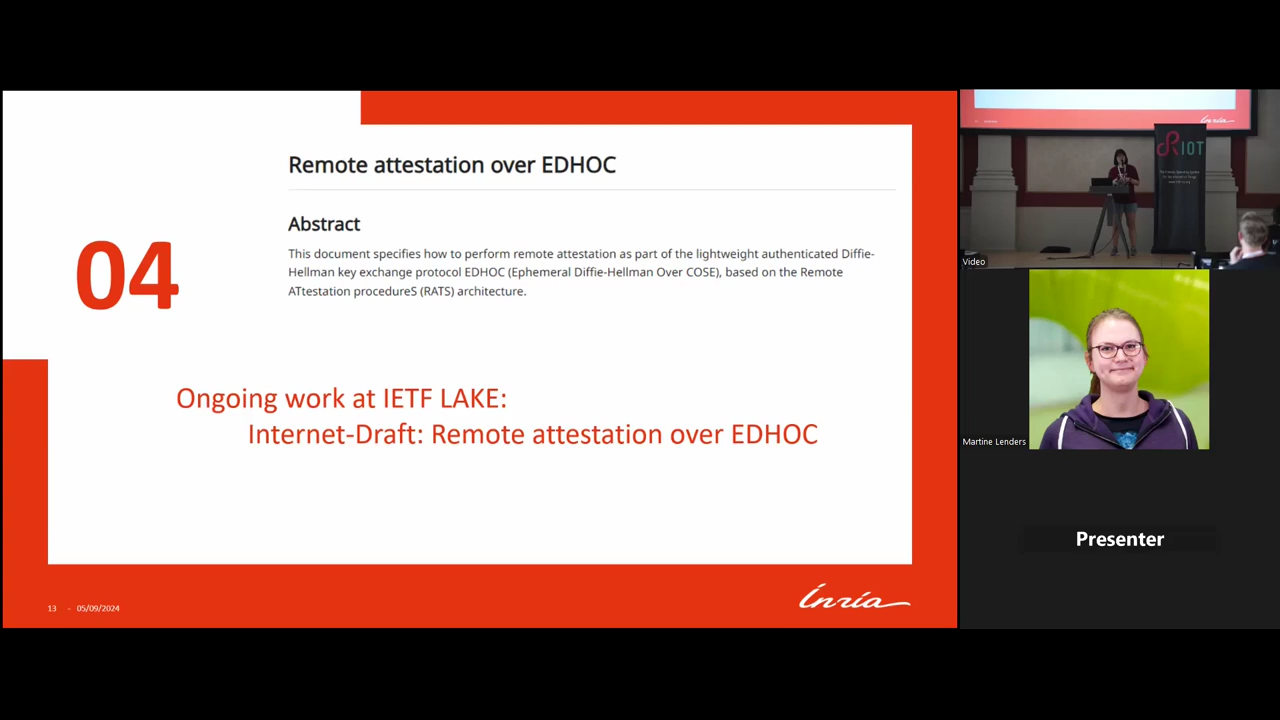 Remote attestation over EDHOC
Abstract
This document specifies how to perform remote attestation as part of the lightweight authenticated Diffie-
Hellman key exchange protocol EDHOC (Ephemeral Diffie-Hellman Over COSE), based on the Remote
ATtestation procedureS (RATS) architecture.
04
Ongoing work at IETF LAKE:
Internet-Draft: Remote attestation over EDHOC
13 - 05/09/2024
Inria
Inria
RIOT
Video
Martine Lenders
Presenter